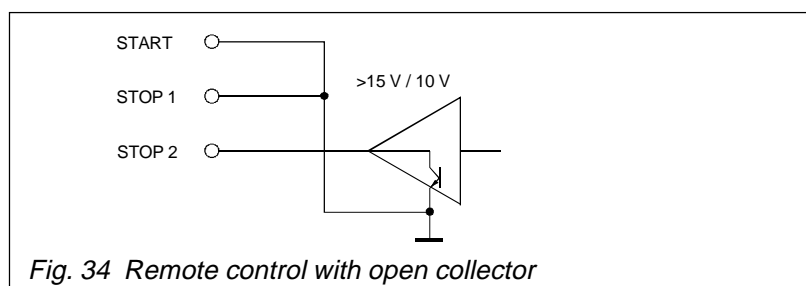 START
STOP 1
>15 V / 10 V
STOP 2
Fig. 34 Remote control with open collector